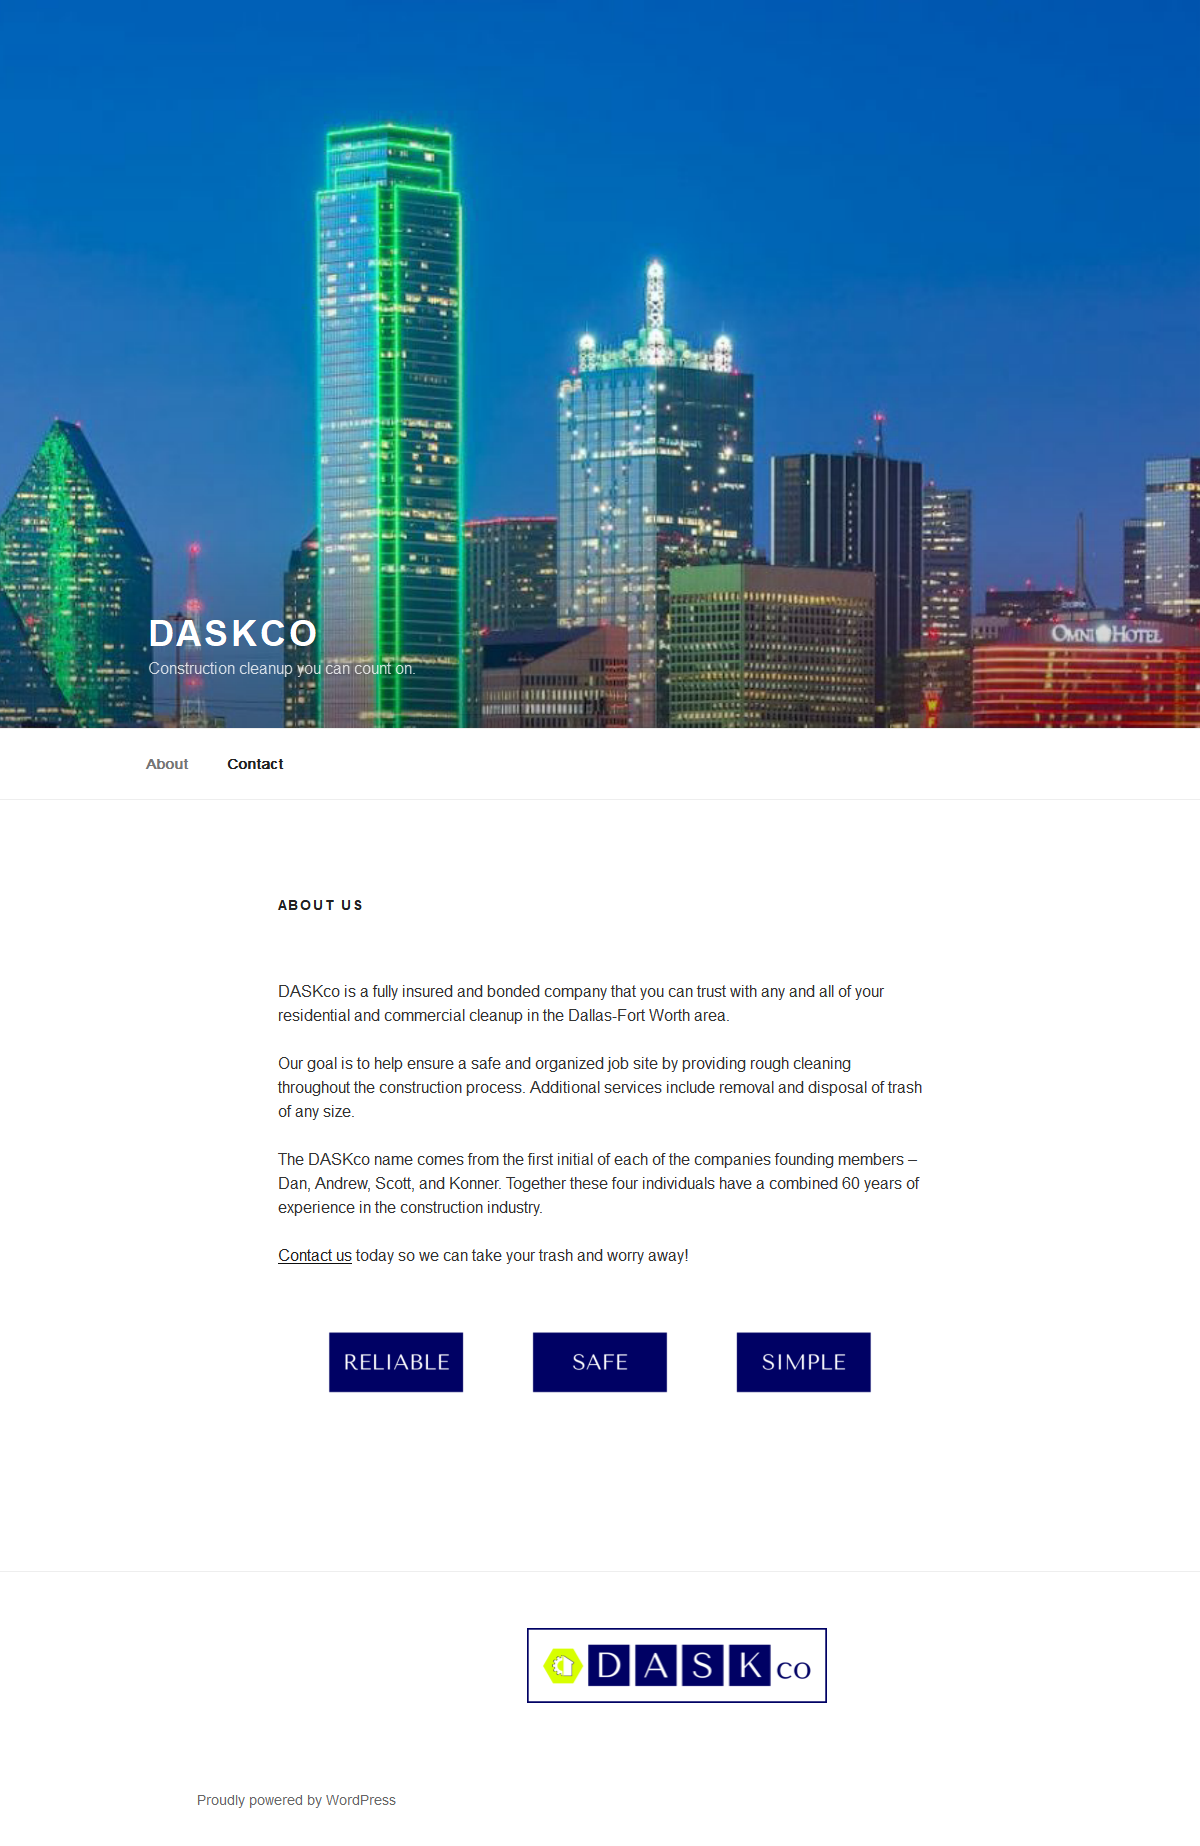 OMNI HOTEL
DASKCO
Construction cleanup you can count on.
About
Contact
ABOUT US
DASKco is a fully insured and bonded company that you can trust with any and all of your
residential and commercial cleanup in the Dallas-Fort Worth area.
Our goal is to help ensure a safe and organized job site by providing rough cleaning
throughout the construction process. Additional services include removal and disposal of trash
of any size.
The DASKco name comes from the first initial of each of the companies founding members –
Dan, Andrew, Scott, and Konner. Together these four individuals have a combined 60 years of
experience in the construction industry.
Contact us today so we can take your trash and worry away!
RELIABLE
SAFE
SIMPLE
DASK co
Proudly powered by WordPress